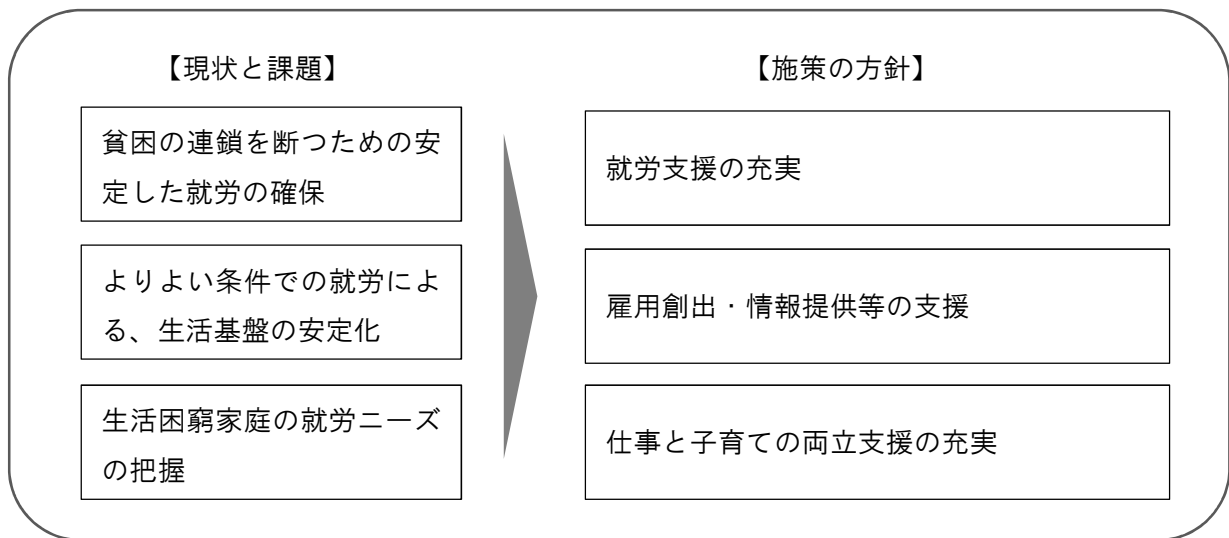 【現状と課題】
貧困の連鎖を断つための安
定した就労の確保
よりよい条件での就労によ
る、生活基盤の安定化
生活困窮家庭の就労ニーズ
の把握
【施策の方針】
就労支援の充実
雇用創出・情報提供等の支援
仕事と子育ての両立支援の充実